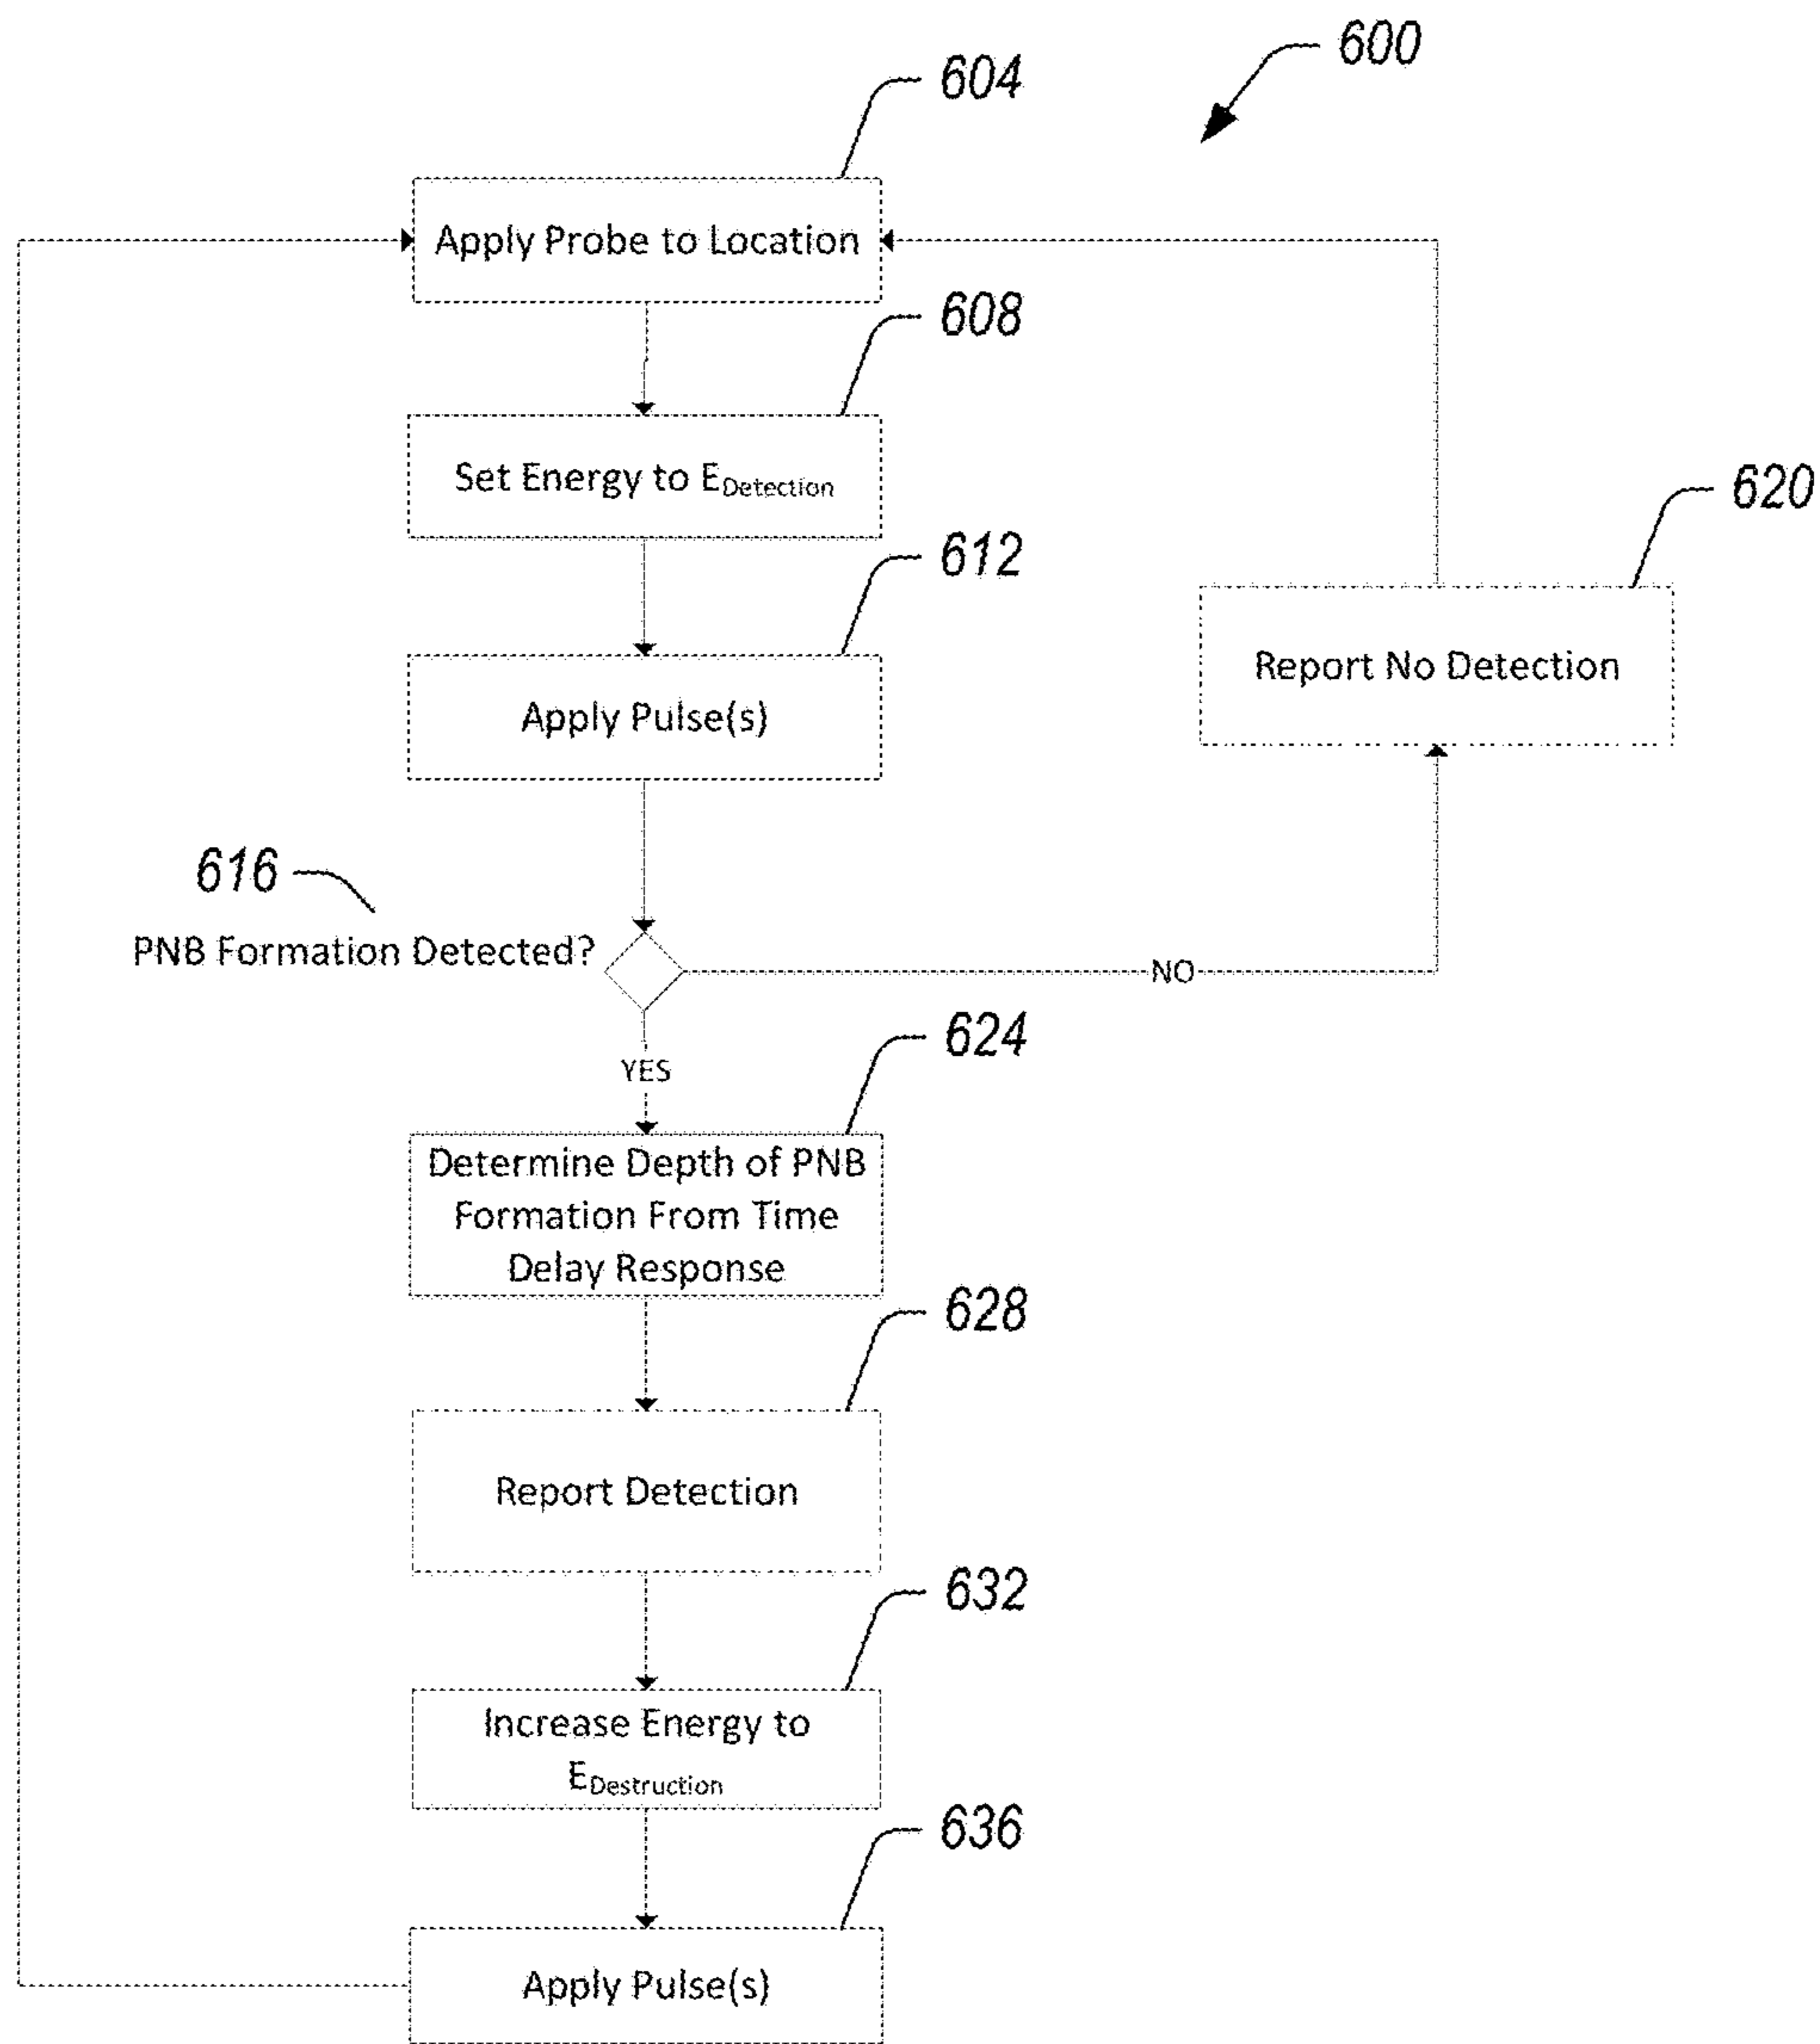 600
604
Apply Probe to Location
608
Set Energy to EDetection
620
612
Report No Detection
Apply Pulse(s)
616
PNB Formation Detected?
NO
624
YES
Determine Depth of PNB
Formation From Time
Delay Response
628
Report Detection
632
Increase Energy to
EDestruction
636
Apply Pulse(s)